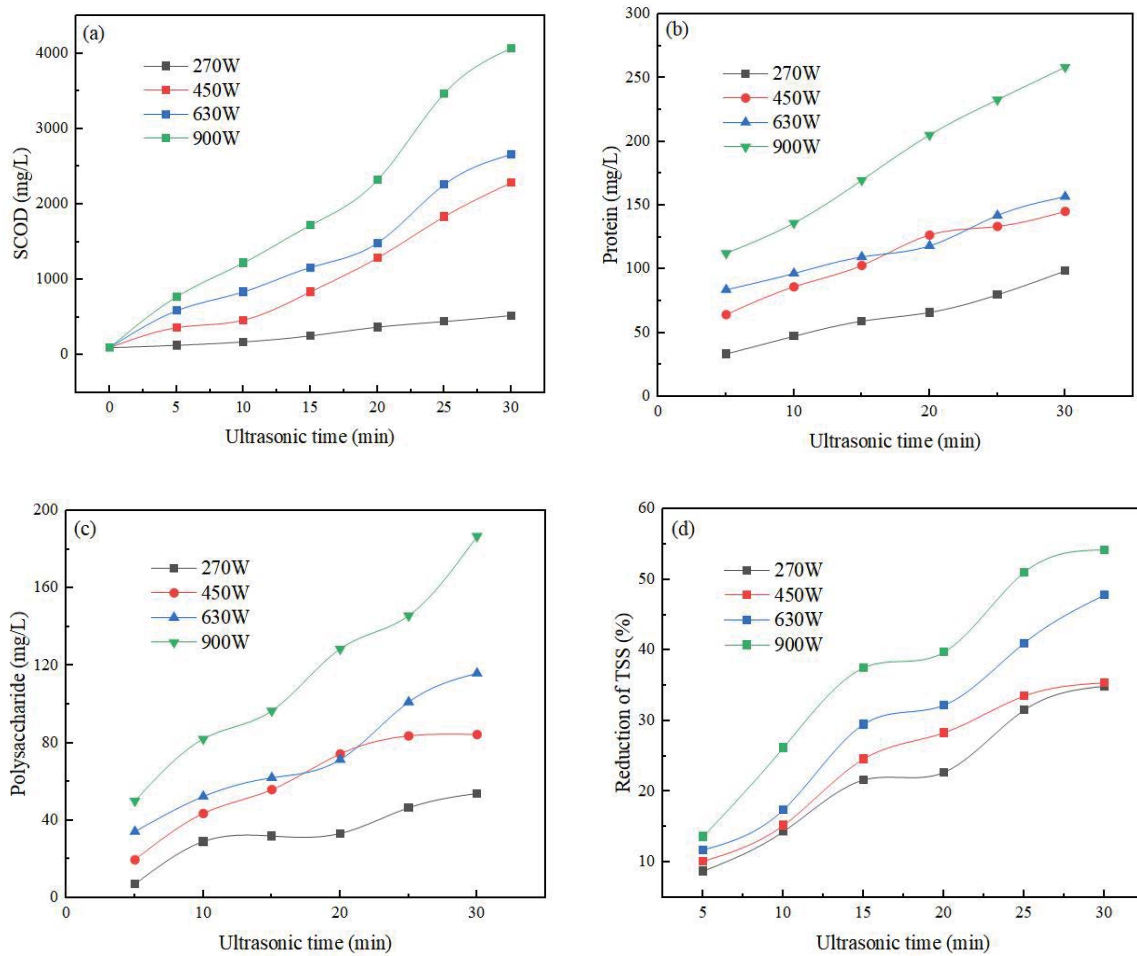 (a)
270W
450W
630W
900W
4000
3000
2000
1000
0
SCOD (mg/L)
0 5 10 15 20 25 30
Ultrasonic time (min)
(b)
270W
450W
630W
900W
300
250
200
150
100
50
0
Protein (mg/L)
0 10 20 30
Ultrasonic time (min)
(c)
270W
450W
630W
900W
200
160
120
80
40
0
Polysaccharide (mg/L)
0 10 20 30
Ultrasonic time (min)
(d)
270W
450W
630W
900W
60
50
40
30
20
10
Reduction of TSS (%)
5 10 15 20 25 30
Ultrasonic time (min)